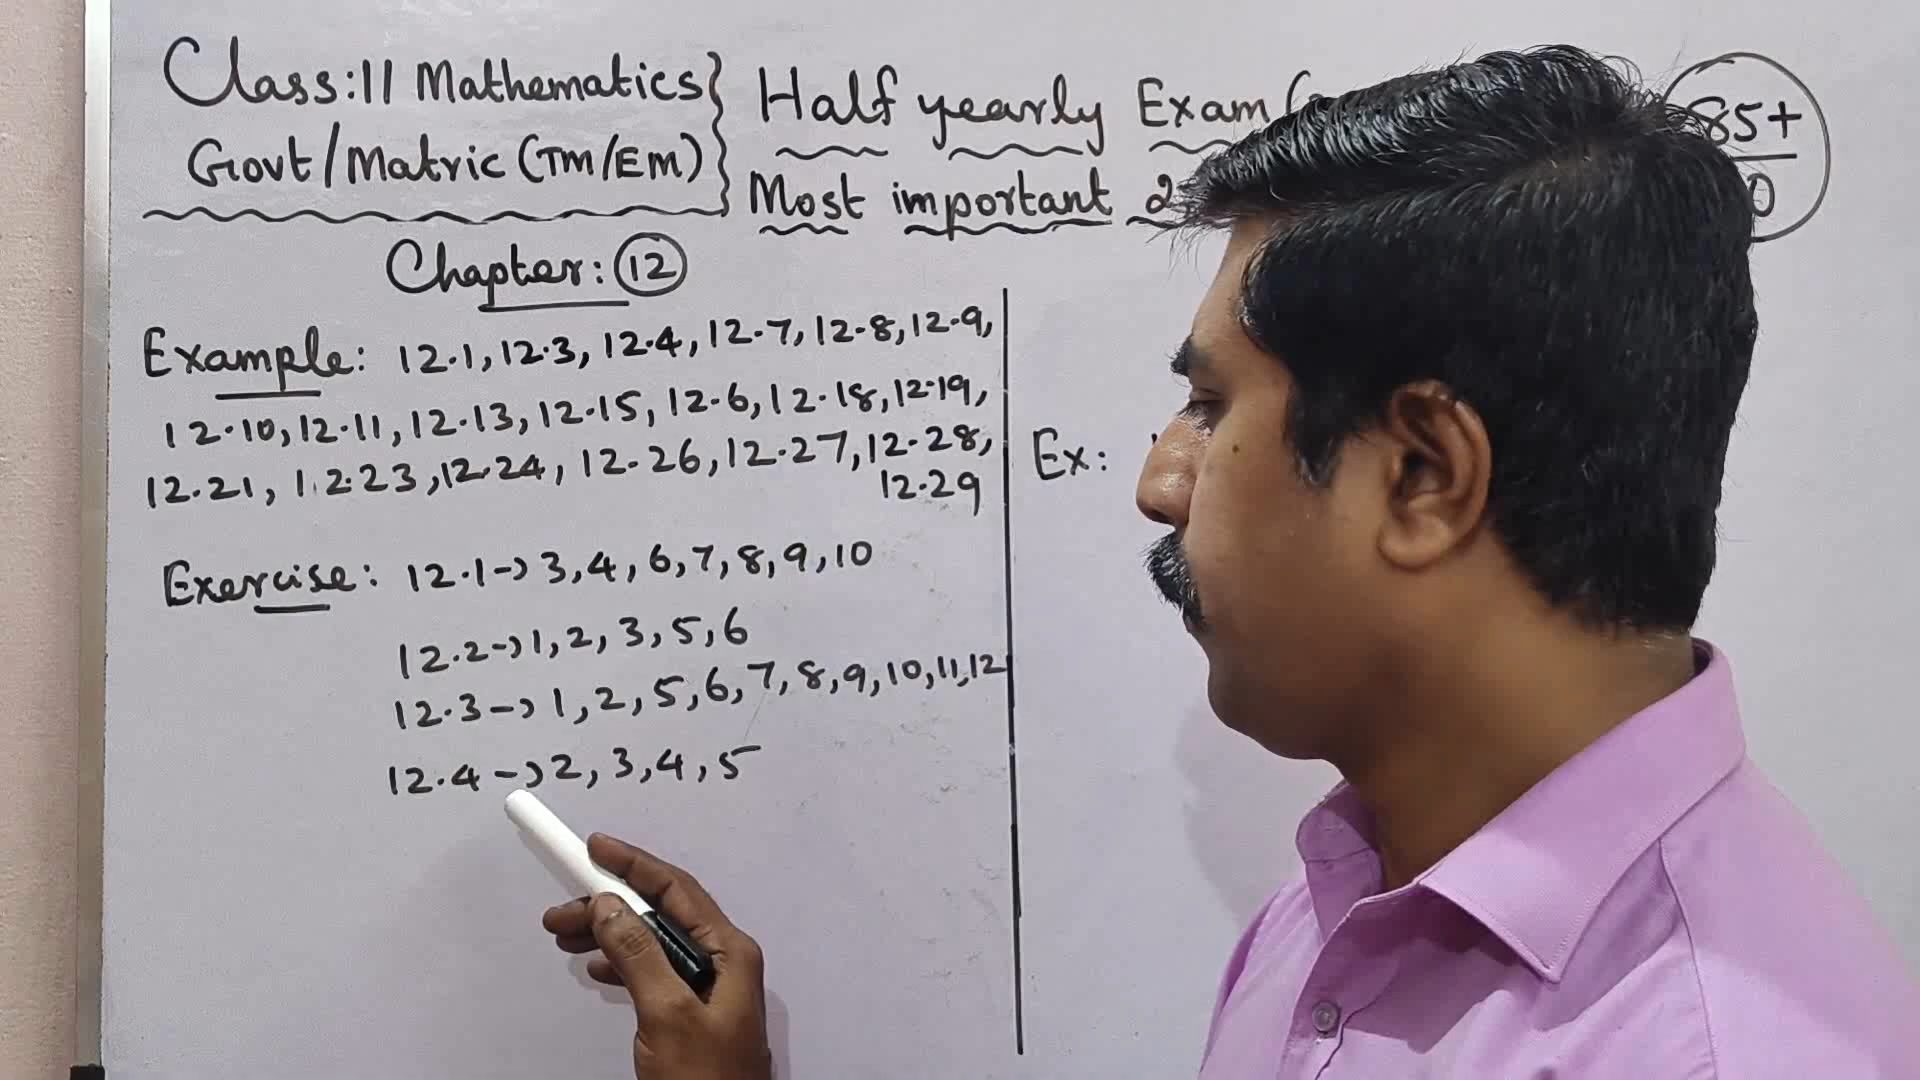 Class:11 Mathematics
Govt/Matric (TM/EM)
Half yearly Exam
Most important 2
85+
0
Chapter: 12
Example: 12.1, 12.3, 12.4, 12.7, 12.8, 12.9,
12.10, 12.11, 12.13, 12.15, 12.6, 12.18, 12.19,
12.21, 12.23, 12.24, 12.26, 12.27, 12.28,
12.29
Exercise: 12.1→3,4,6,7,8,9,10
12.2→1,2,3,5,6
12.3→1,2,5,6,7,8,9,10,11,12
12.4→2,3,4,5
Ex: